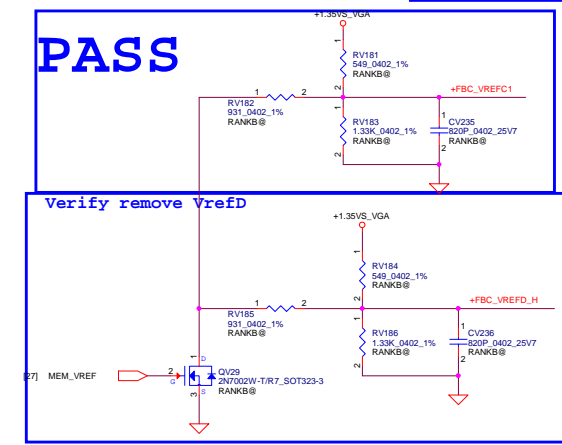 +1.35VS_VGA
PASS
1
RV181
549_0402_1%
RANKB@
2
+FBC_VREFC1
1
2
RV182
931_0402_1%
RANKB@
1
RV183
1.33K_0402_1%
RANKB@
2
1
CV235
820P_0402_25V7
RANKB@
2
Verify remove VrefD
+1.35VS_VGA
1
RV184
549_0402_1%
RANKB@
2
+FBC_VREFD_H
1
2
RV185
931_0402_1%
RANKB@
1
RV186
1.33K_0402_1%
RANKB@
2
1
CV236
820P_0402_25V7
RANKB@
2
[27] MEM_VREF
2
G
1
D
QV29
2N7002W-T/R7_SOT323-3
RANKB@
3
S